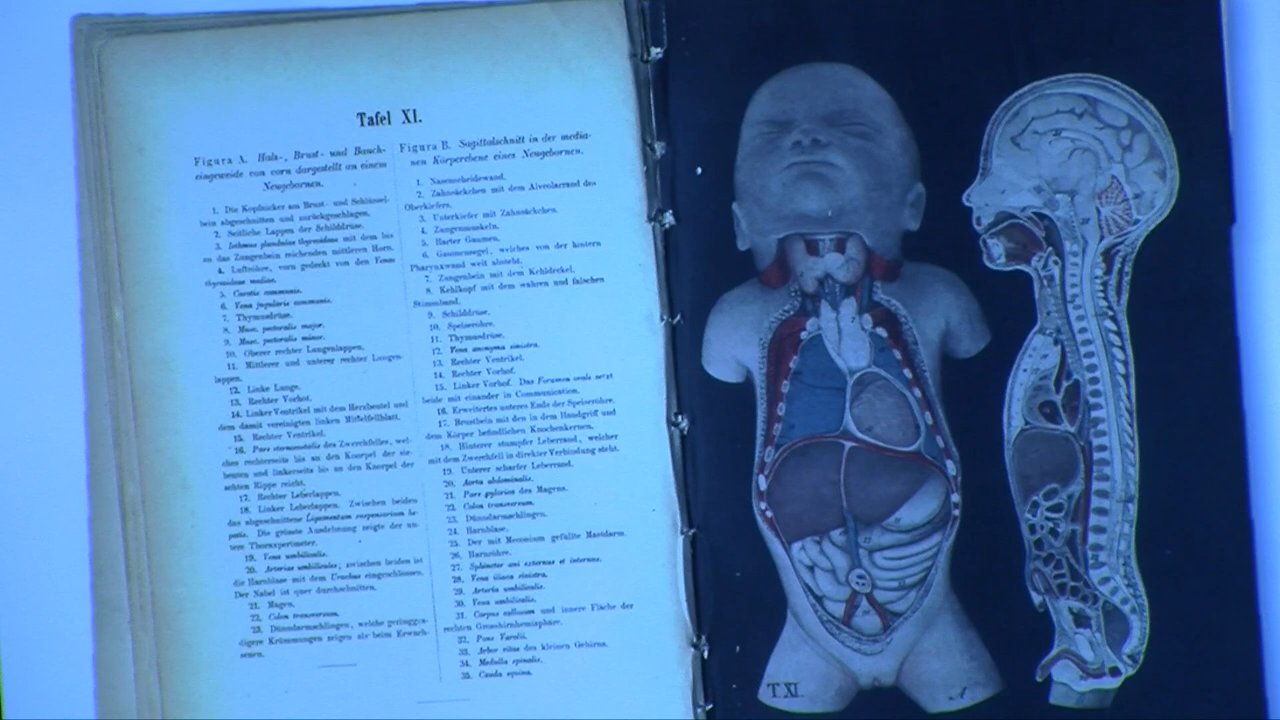 Tafel XI.
Figura A. Hals-, Brust- und Bauch-
eingeweide von vorn dargestellt an einem
Neugebornen.
1. Die Kopfnicker am Brust- und Schlüssel-
bein abgeschnitten und zurückgeschlagen.
2. Seitliche Lappen der Schilddrüse.
3. Isthmus glandulae thyreoideae mit dem bis
zu das Zungenbein reichenden mittleren Horn.
4. Luftröhre, vorn gedeckt von den Venae
thyreoideae mediae.
5. Carotis communis.
6. Vena jugularis communis.
7. Thymusdrüse.
8. Musc. pectoralis major.
9. Musc. pectoralis minor.
10. Oberer rechter Lungenlappen.
11. Mittlerer und unterer rechter Lungen-
lappen.
12. Linke Lunge.
13. Rechter Vorhof.
14. Linker Ventrikel mit dem Herzbeutel und
dem damit vereinigten linken Mittelfellblatt.
15. Rechter Ventrikel.
16. Pars sternocostalis des Zwerchfelles, wel-
ches rechterseits bis an den Knorpel der sie-
benten und linkerseits bis an den Knorpel der
achten Rippe reicht.
17. Rechter Leberlappen.
18. Linker Leberlappen. Zwischen beiden
das abgeschnittene Ligamentum suspensorium he-
patis. Die grösste Ausdehnung zeigte der un-
tere Thoraxperimeter.
19. Vena umbilicalis.
20. Arteriae umbilicales; zwischen beiden ist
die Harnblase mit dem Urachus eingeschlossen.
Der Nabel ist quer durchschnitten.
21. Magen.
22. Colon transversum.
23. Dünndarmschlingen, welche geringgra-
digere Krümmungen zeigen als beim Erwach-
senen.
Figura B. Sagittalschnitt in der media-
nen Körperebene eines Neugebornen.
1. Nasenscheidewand.
2. Zahnsäckchen mit dem Alveolarrand des
Oberkiefers.
3. Unterkiefer mit Zahnsäckchen.
4. Zungenmuskeln.
5. Harter Gaumen.
6. Gaumensegel, welches von der hintern
Pharynxwand weit absteht.
7. Zungenbein mit dem Kehldeckel.
8. Kehlkopf mit dem wahren und falschen
Stimmband.
9. Schilddrüse.
10. Speiseröhre.
11. Thymusdrüse.
12. Vena anonyma sinistra.
13. Rechter Ventrikel.
14. Rechter Vorhof.
15. Linker Vorhof. Das Foramen ovale setzt
beide mit einander in Communication.
16. Erweitertes unteres Ende der Speiseröhre.
17. Brustbein mit den in dem Handgriff und
dem Körper befindlichen Knochenkernen.
18. Hinterer stumpfer Leberrand, welcher
mit dem Zwerchfell in direkter Verbindung steht.
19. Unterer scharfer Leberrand.
20. Aorta abdominalis.
21. Pars pylorica des Magens.
22. Colon transversum.
23. Dünndarmschlingen.
24. Harnblase.
25. Der mit Meconium gefüllte Mastdarm.
26. Harnröhre.
27. Sphincter ani externus et internus.
28. Vena iliaca sinistra.
29. Arteria umbilicalis.
30. Vena umbilicalis.
31. Corpus callosum und innere Fläche der
rechten Grosshirnhemisphäre.
32. Pons Varolii.
33. Arbor vitae des kleinen Gehirns.
34. Medulla spinalis.
35. Cauda equina.
T.XI.
A